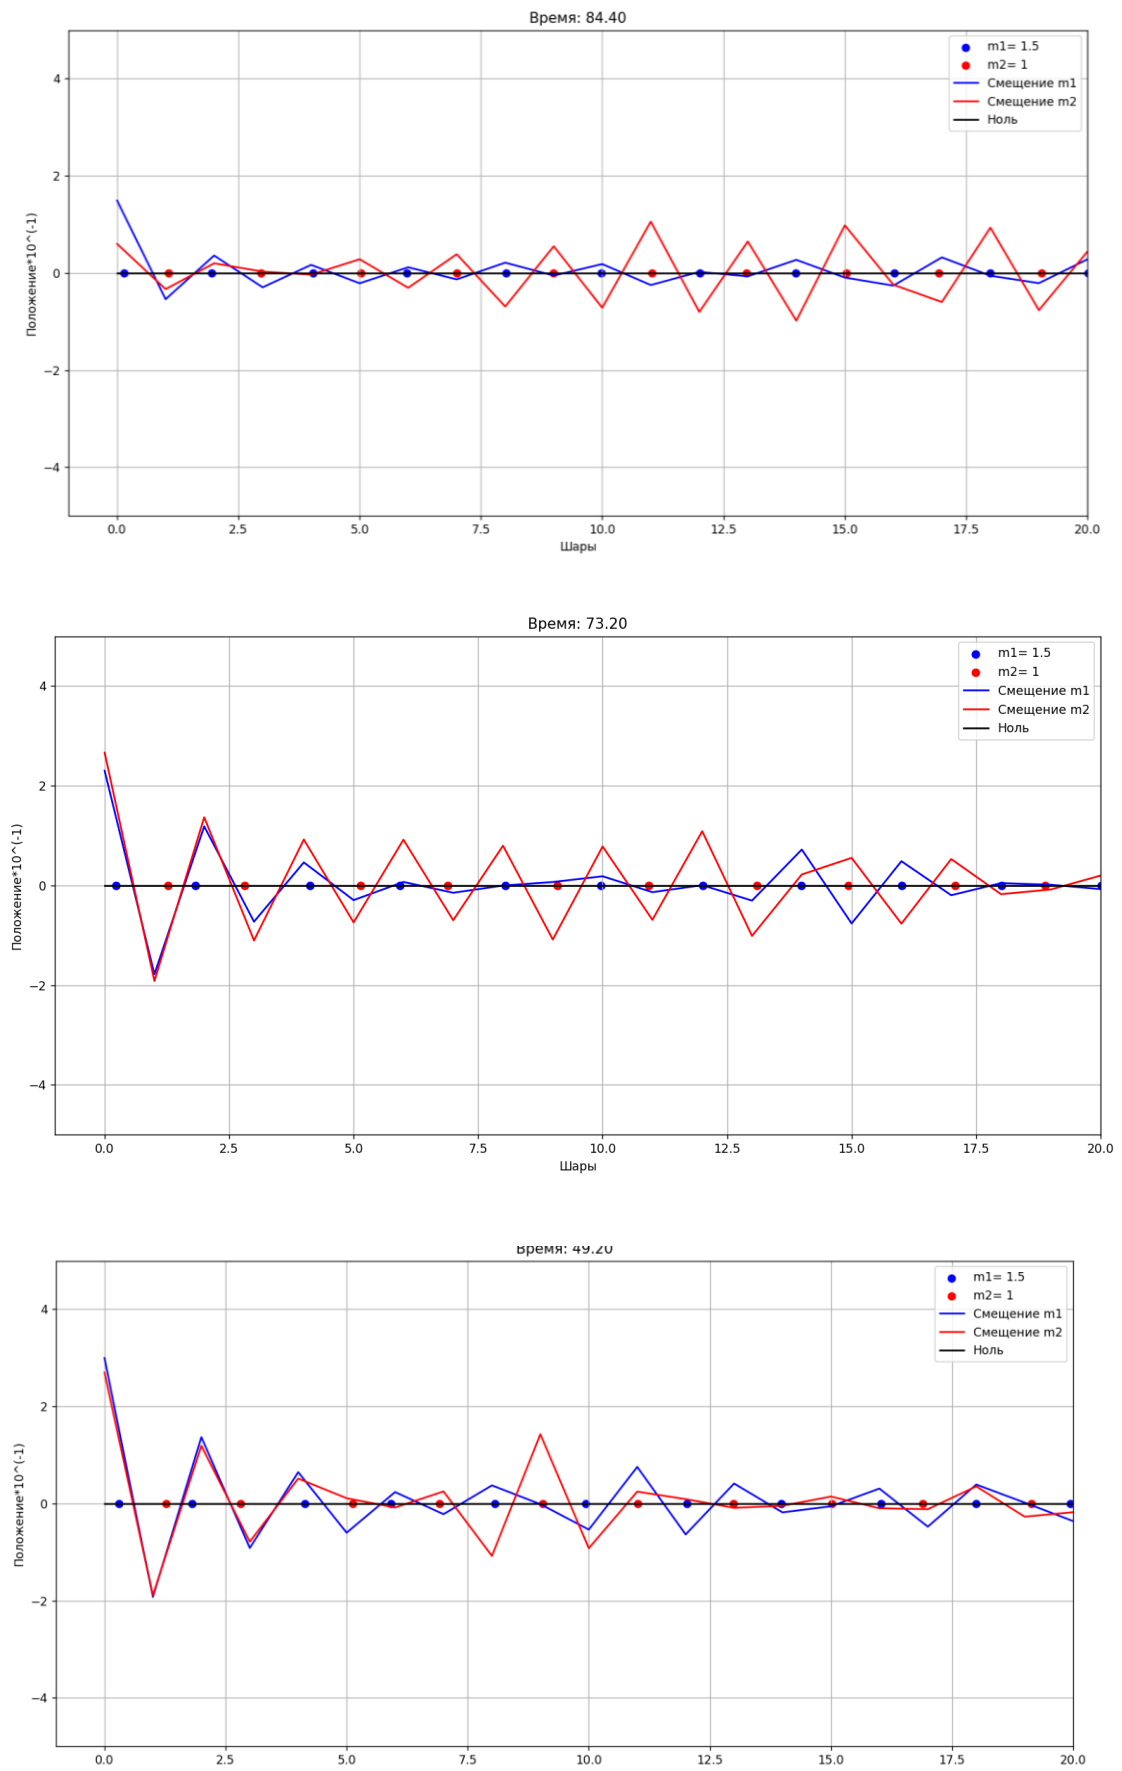 Время: 84.40
m1= 1.5
m2= 1
Смещение m1
Смещение m2
Ноль
Положение*10^(-1)
4
2
0
−2
−4
0.0 2.5 5.0 7.5 10.0 12.5 15.0 17.5 20.0
Шары
Время: 73.20
m1= 1.5
m2= 1
Смещение m1
Смещение m2
Ноль
Положение*10^(-1)
4
2
0
−2
−4
0.0 2.5 5.0 7.5 10.0 12.5 15.0 17.5 20.0
Шары
Время: 49.20
m1= 1.5
m2= 1
Смещение m1
Смещение m2
Ноль
Положение*10^(-1)
4
2
0
−2
−4
0.0 2.5 5.0 7.5 10.0 12.5 15.0 17.5 20.0